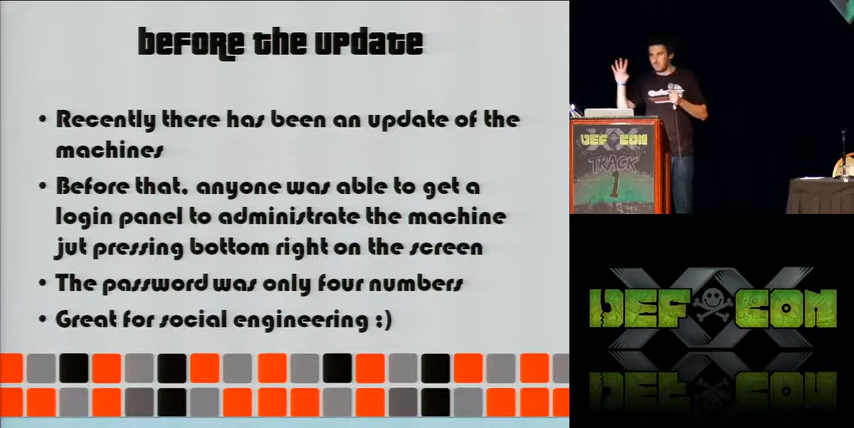 before the update
• Recently there has been an update of the
machines
• Before that, anyone was able to get a
login panel to administrate the machine
jut pressing bottom right on the screen
• The password was only four numbers
• Great for social engineering :)
DEF CON
TRACK
1
DEF CON